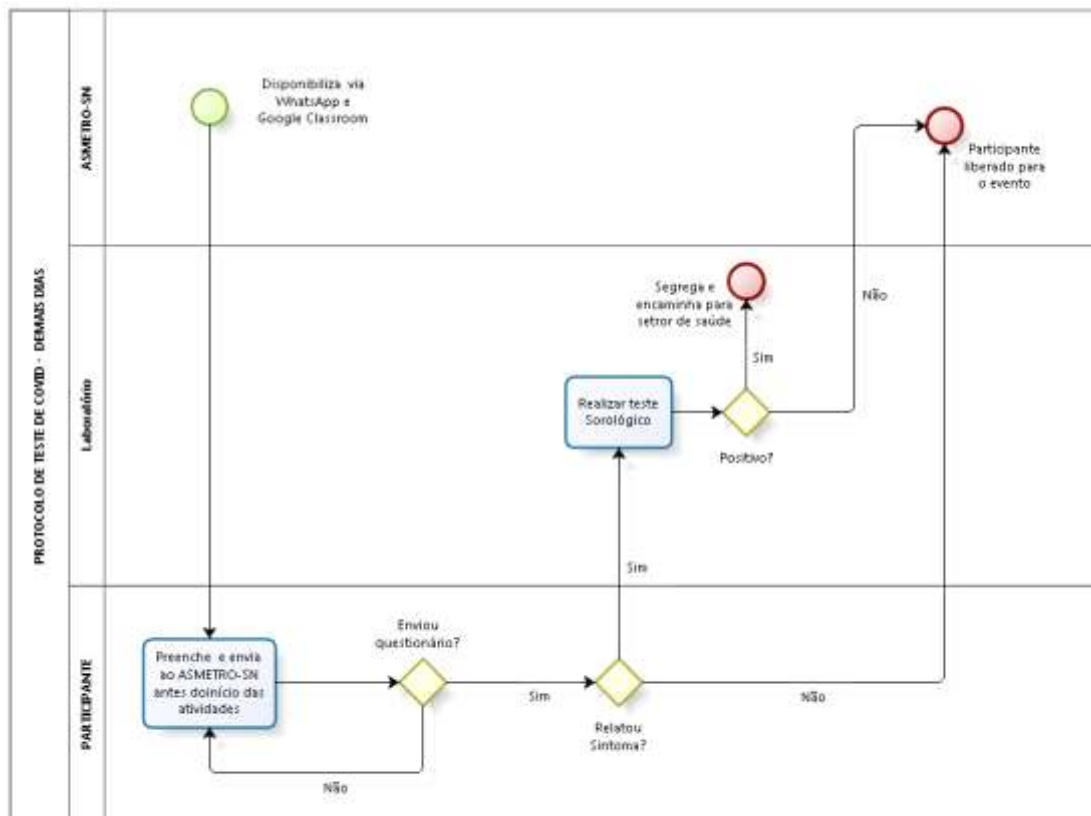 PROTOCOLO DE TESTE DE COVID - DEMAIS DIAS
ASMETRO-SN
Disponibiliza via
WhatsApp e
Google Classroom
Participante
liberado para
o evento
Laboratório
Segrega e
encaminha para
setror de saúde
Não
Sim
Realizar teste
Sorológico
Positivo?
Sim
PARTICIPANTE
Enviou
questionário?
Preenche e envia
ao ASMETRO-SN
antes doinício das
atividades
Sim
Não
Relatou
Sintoma?
Não